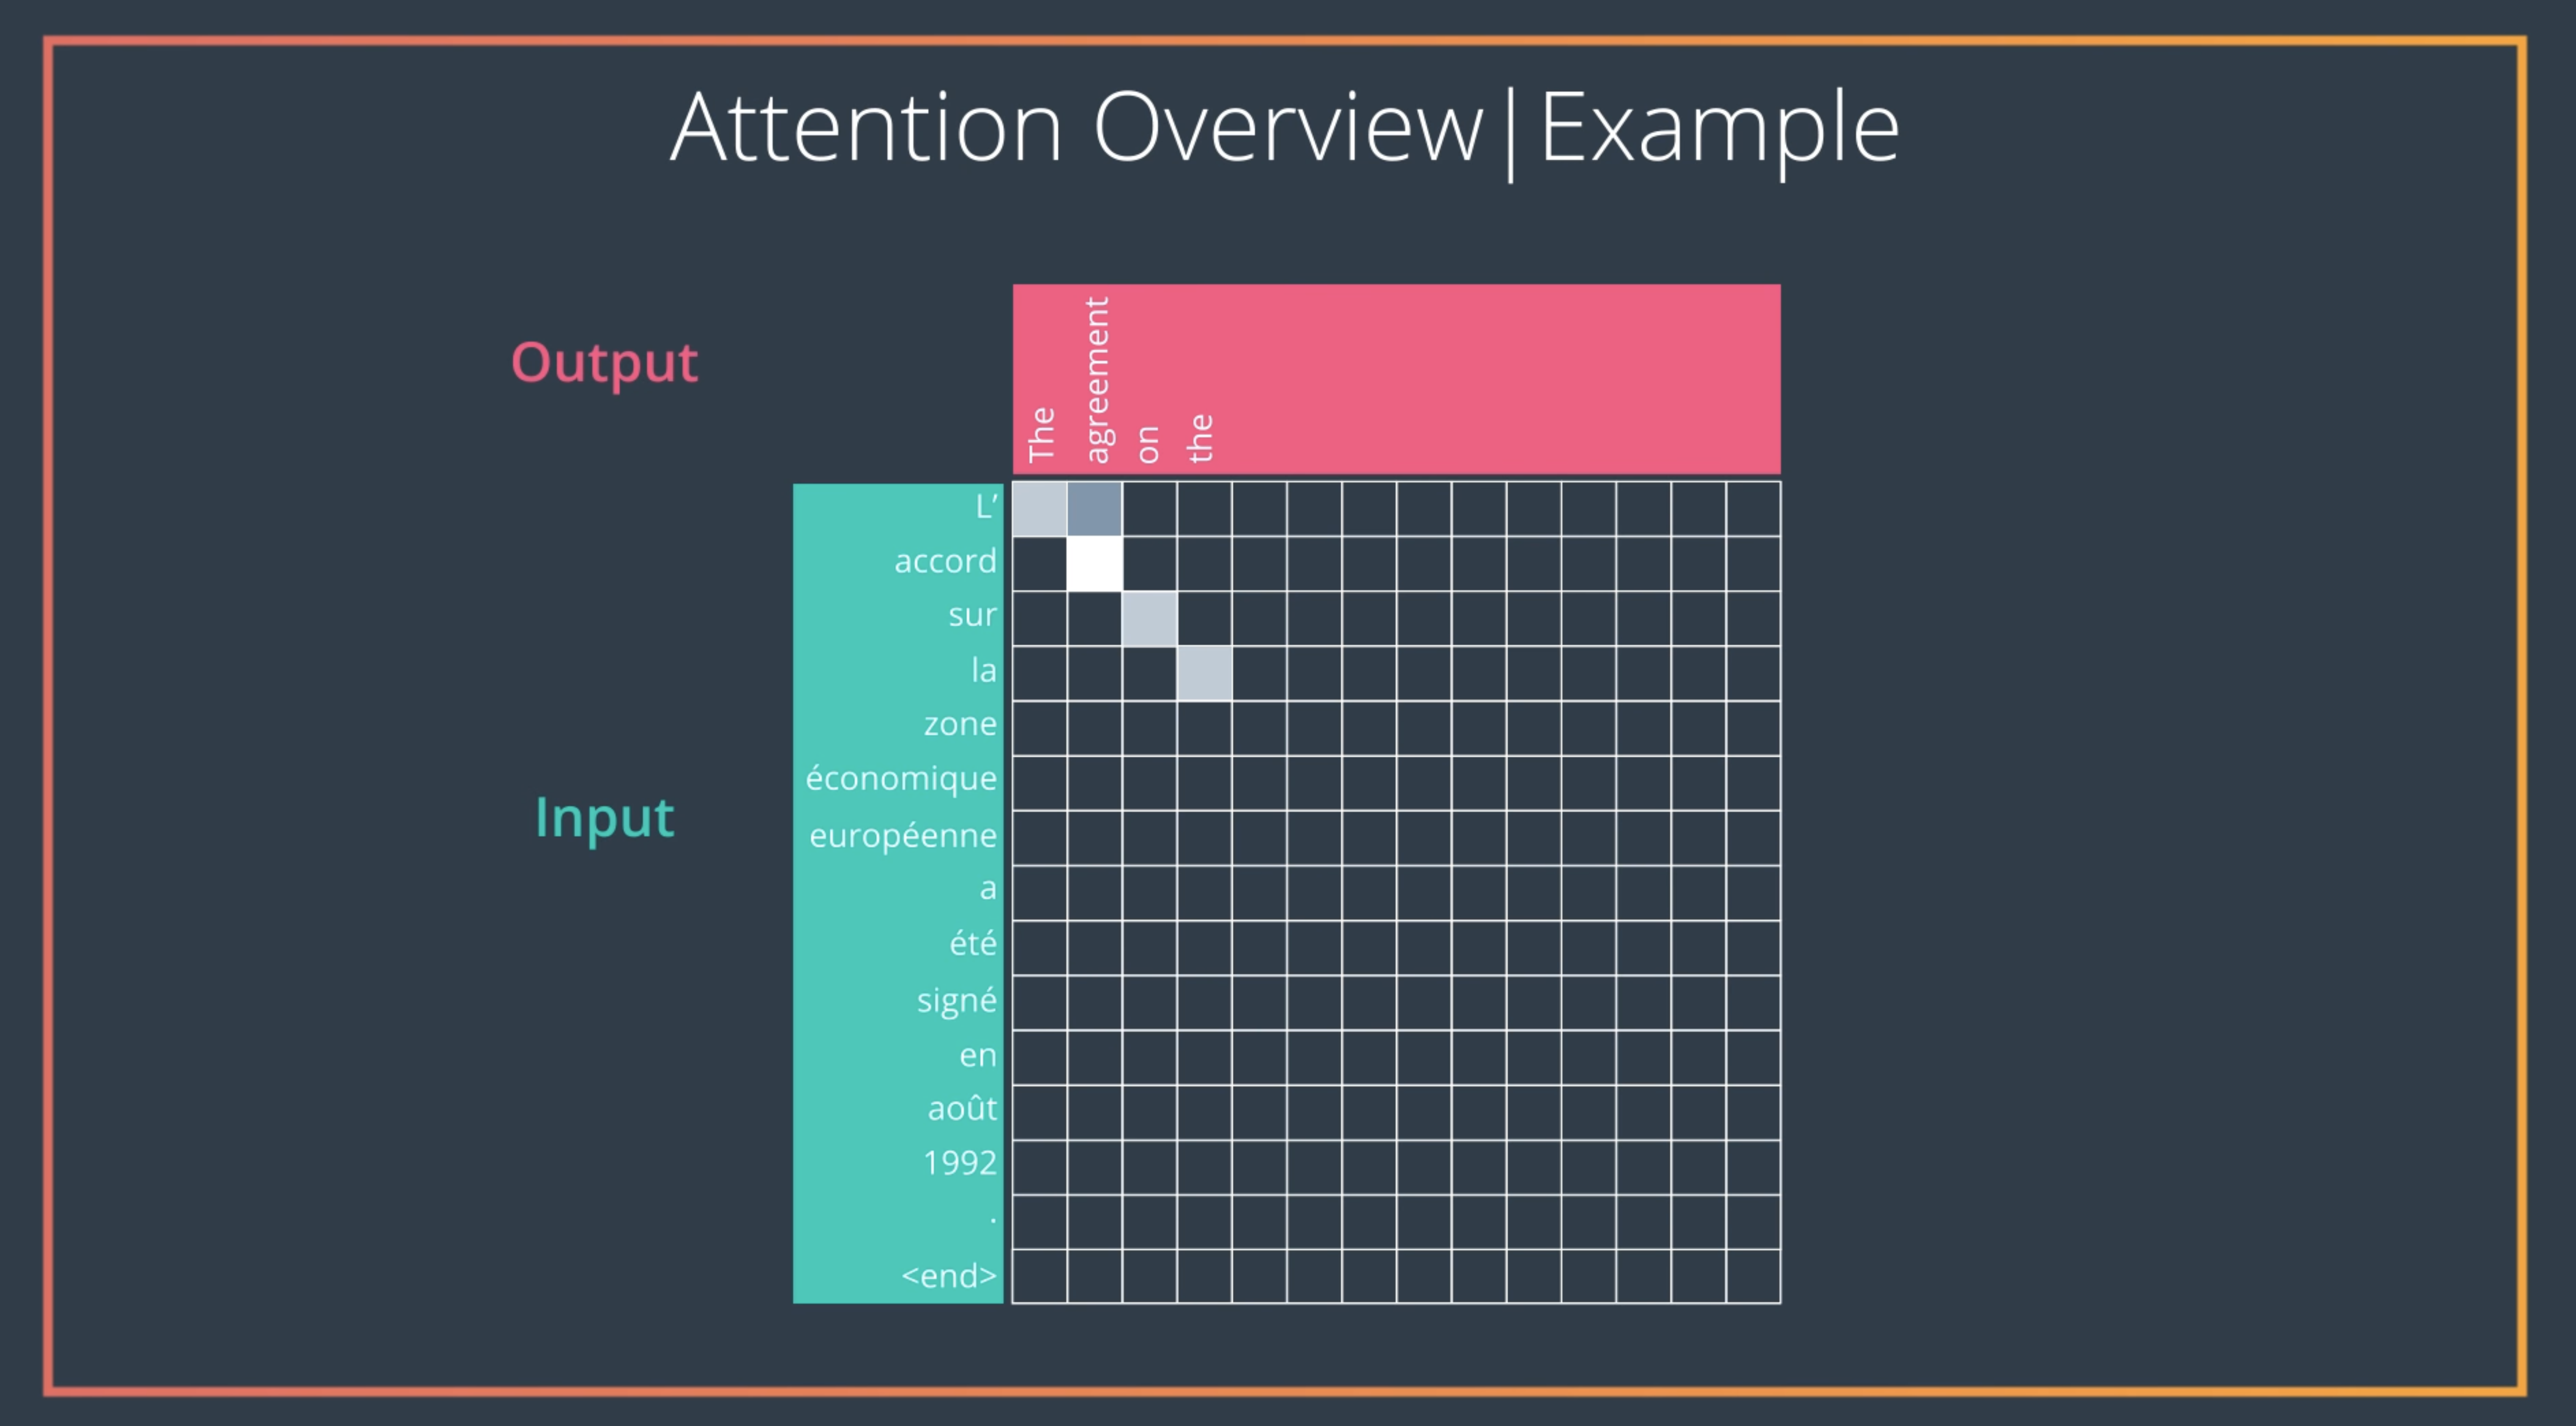 Attention Overview|Example
Output
The
agreement
on
the
Input
L’
accord
sur
la
zone
économique
européenne
a
été
signé
en
août
1992
.
<end>